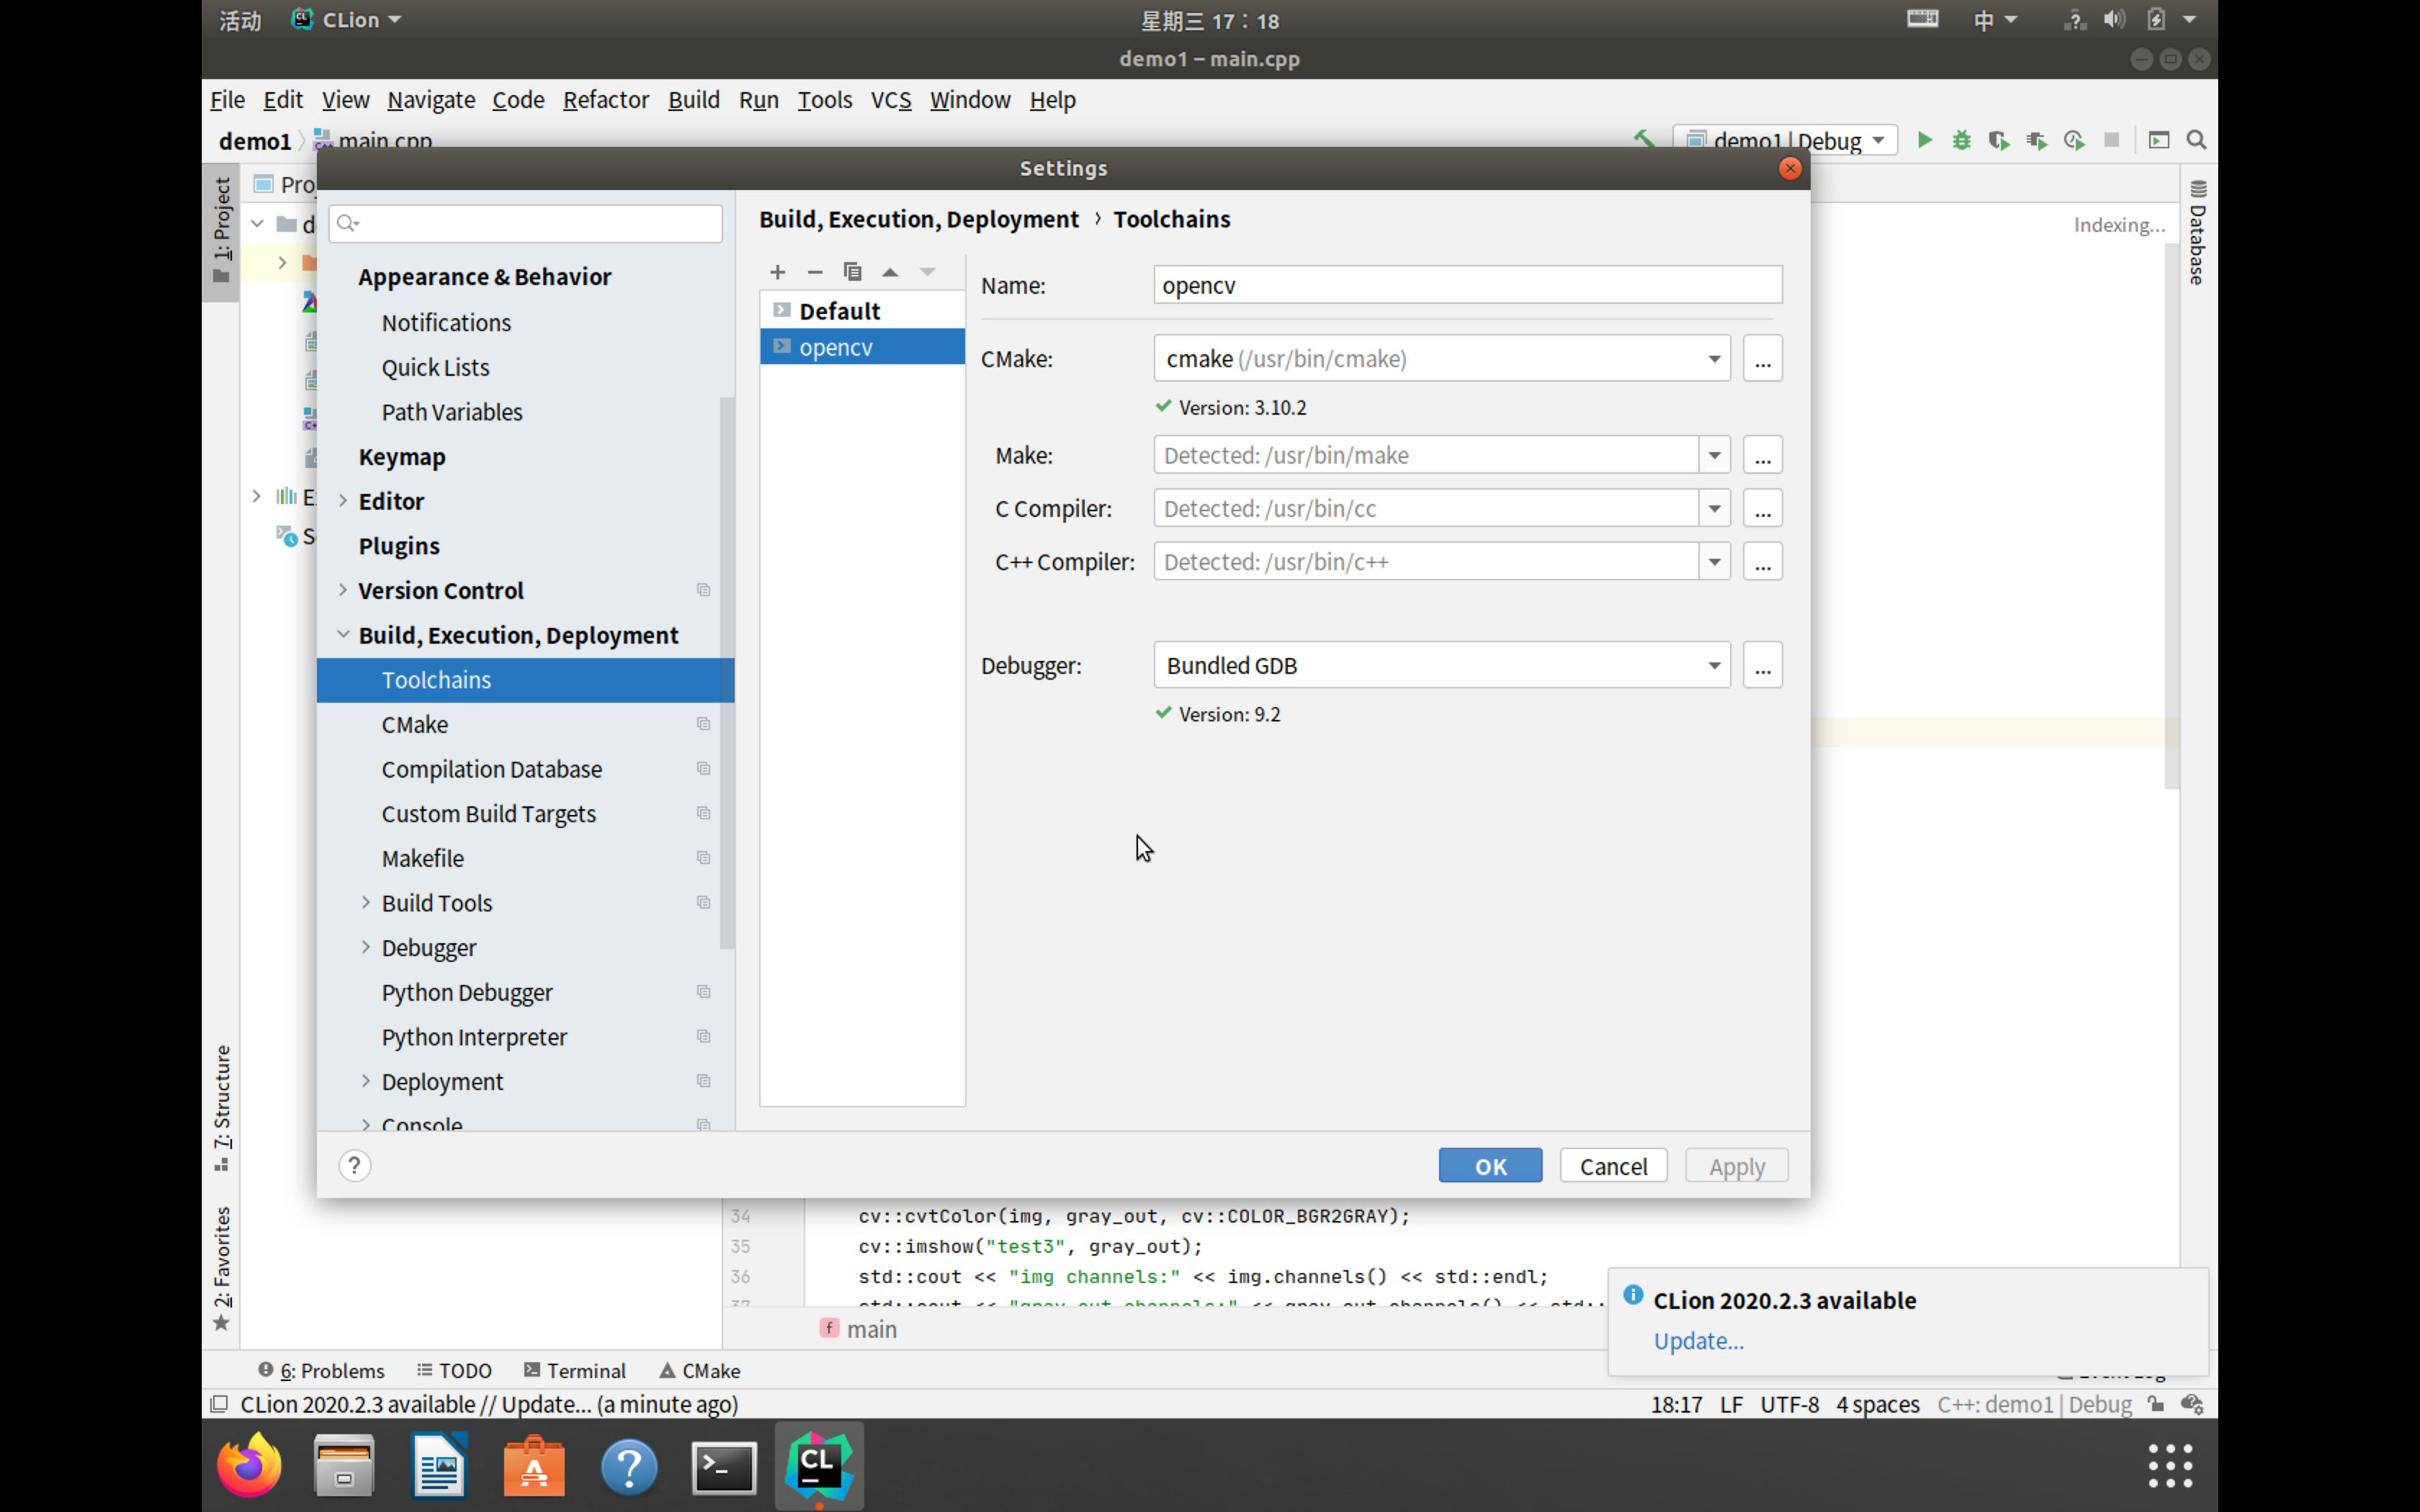 活动 CLion 星期三 17：18 中
demo1 – main.cpp
File Edit View Navigate Code Refactor Build Run Tools VCS Window Help
demo1 main.cpp demo1 | Debug
Settings
1: Project
Database
Indexing...
Appearance & Behavior
Notifications
Quick Lists
Path Variables
Keymap
Editor
Plugins
Version Control
Build, Execution, Deployment
Toolchains
CMake
Compilation Database
Custom Build Targets
Makefile
Build Tools
Debugger
Python Debugger
Python Interpreter
Deployment
Console
Build, Execution, Deployment › Toolchains
Default
opencv
Name: opencv
CMake: cmake (/usr/bin/cmake) ...
Version: 3.10.2
Make: Detected: /usr/bin/make ...
C Compiler: Detected: /usr/bin/cc ...
C++ Compiler: Detected: /usr/bin/c++ ...
Debugger: Bundled GDB ...
Version: 9.2
? OK Cancel Apply
7: Structure
2: Favorites
34 cv::cvtColor(img, gray_out, cv::COLOR_BGR2GRAY);
35 cv::imshow("test3", gray_out);
36 std::cout << "img channels:" << img.channels() << std::endl;
main
CLion 2020.2.3 available
Update...
6: Problems TODO Terminal CMake
CLion 2020.2.3 available // Update... (a minute ago) 18:17 LF UTF-8 4 spaces C++: demo1 | Debug
CL